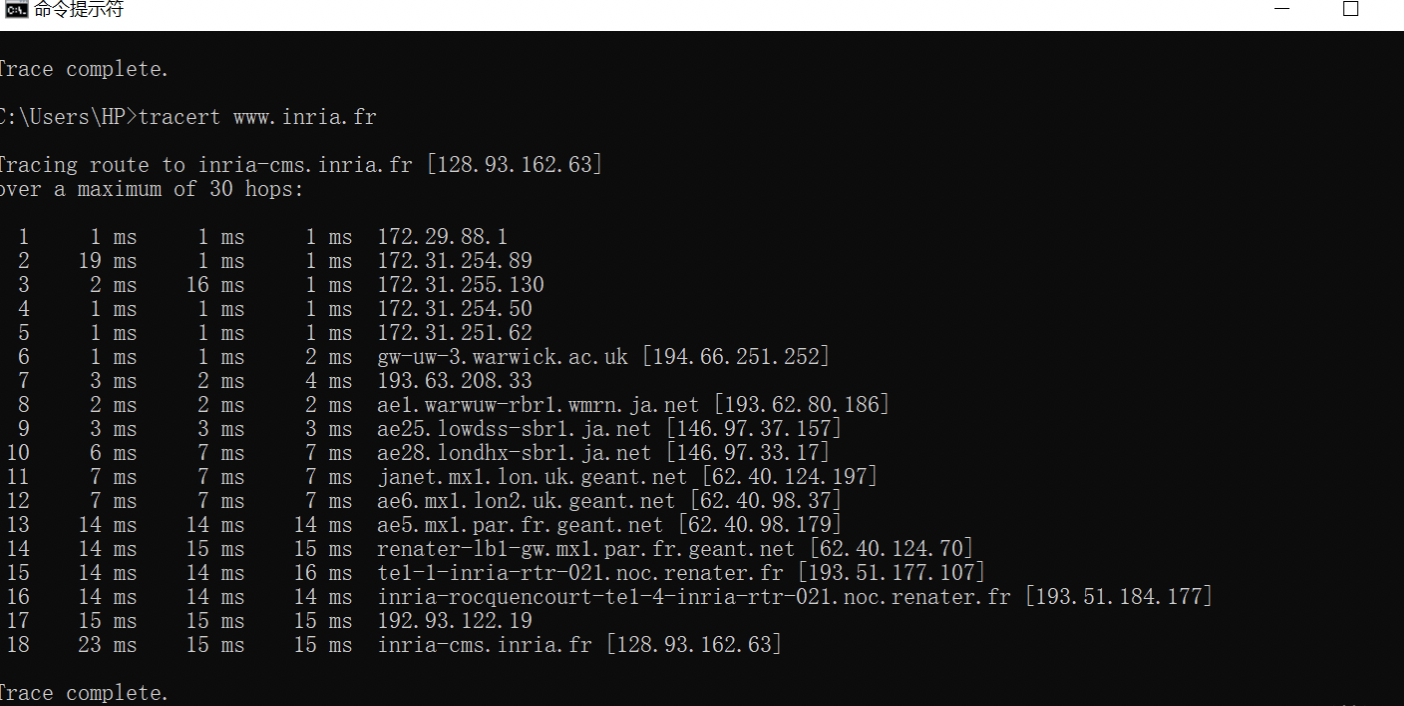 命令提示符
Trace complete.
C:\Users\HP>tracert www.inria.fr
Tracing route to inria-cms.inria.fr [128.93.162.63]
over a maximum of 30 hops:
1 1 ms 1 ms 1 ms 172.29.88.1
2 19 ms 1 ms 1 ms 172.31.254.89
3 2 ms 16 ms 1 ms 172.31.255.130
4 1 ms 1 ms 1 ms 172.31.254.50
5 1 ms 1 ms 1 ms 172.31.251.62
6 1 ms 1 ms 2 ms gw-uw-3.warwick.ac.uk [194.66.251.252]
7 3 ms 2 ms 4 ms 193.63.208.33
8 2 ms 2 ms 2 ms ae1.warwuw-rbr1.wmrn.ja.net [193.62.80.186]
9 3 ms 3 ms 3 ms ae25.lowdss-sbr1.ja.net [146.97.37.157]
10 6 ms 7 ms 7 ms ae28.londhx-sbr1.ja.net [146.97.33.17]
11 7 ms 7 ms 7 ms janet.mx1.lon.uk.geant.net [62.40.124.197]
12 7 ms 7 ms 7 ms ae6.mx1.lon2.uk.geant.net [62.40.98.37]
13 14 ms 14 ms 14 ms ae5.mx1.par.fr.geant.net [62.40.98.179]
14 14 ms 15 ms 15 ms renater-lb1-gw.mx1.par.fr.geant.net [62.40.124.70]
15 14 ms 14 ms 16 ms tel-1-inria-rtr-021.noc.renater.fr [193.51.177.107]
16 14 ms 14 ms 14 ms inria-rocquencourt-tel-4-inria-rtr-021.noc.renater.fr [193.51.184.177]
17 15 ms 15 ms 15 ms 192.93.122.19
18 23 ms 15 ms 15 ms inria-cms.inria.fr [128.93.162.63]
Trace complete.